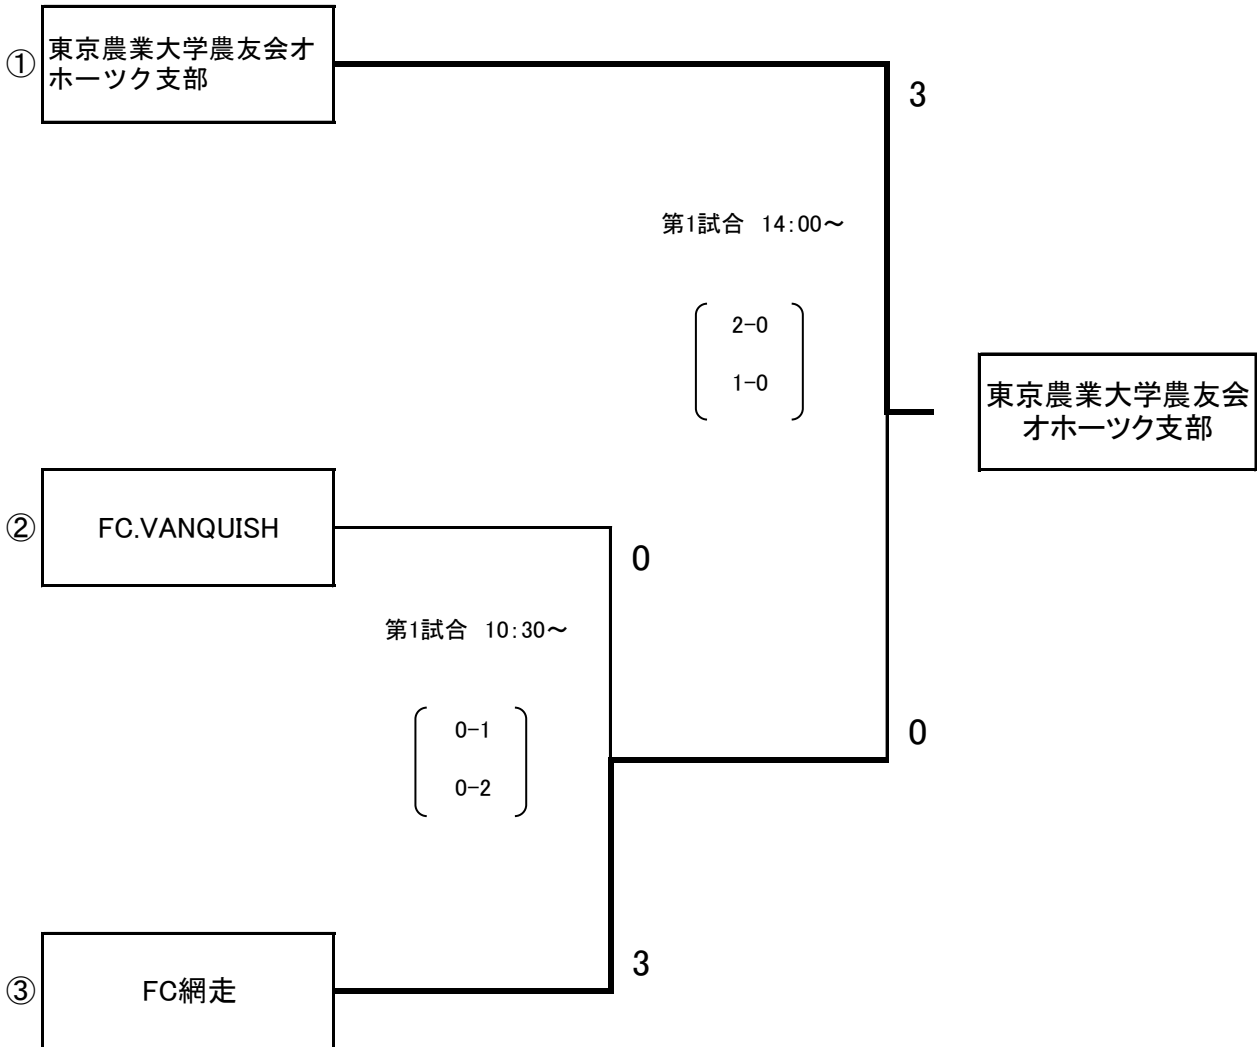 ①
東京農業大学農友会オ
ホーツク支部
3
第1試合 14:00～
2-0
1-0
東京農業大学農友会
オホーツク支部
②
FC.VANQUISH
0
第1試合 10:30～
0-1
0-2
0
3
③
FC網走